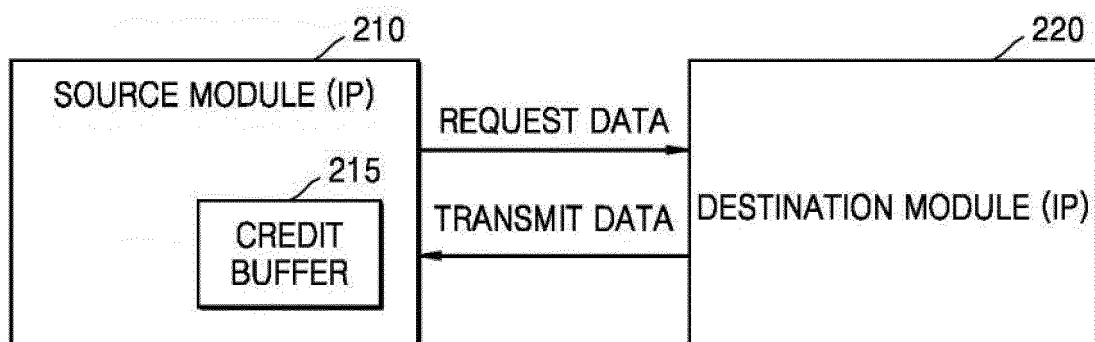 210
220
SOURCE MODULE (IP)
REQUEST DATA
215
CREDIT
BUFFER
TRANSMIT DATA
DESTINATION MODULE (IP)